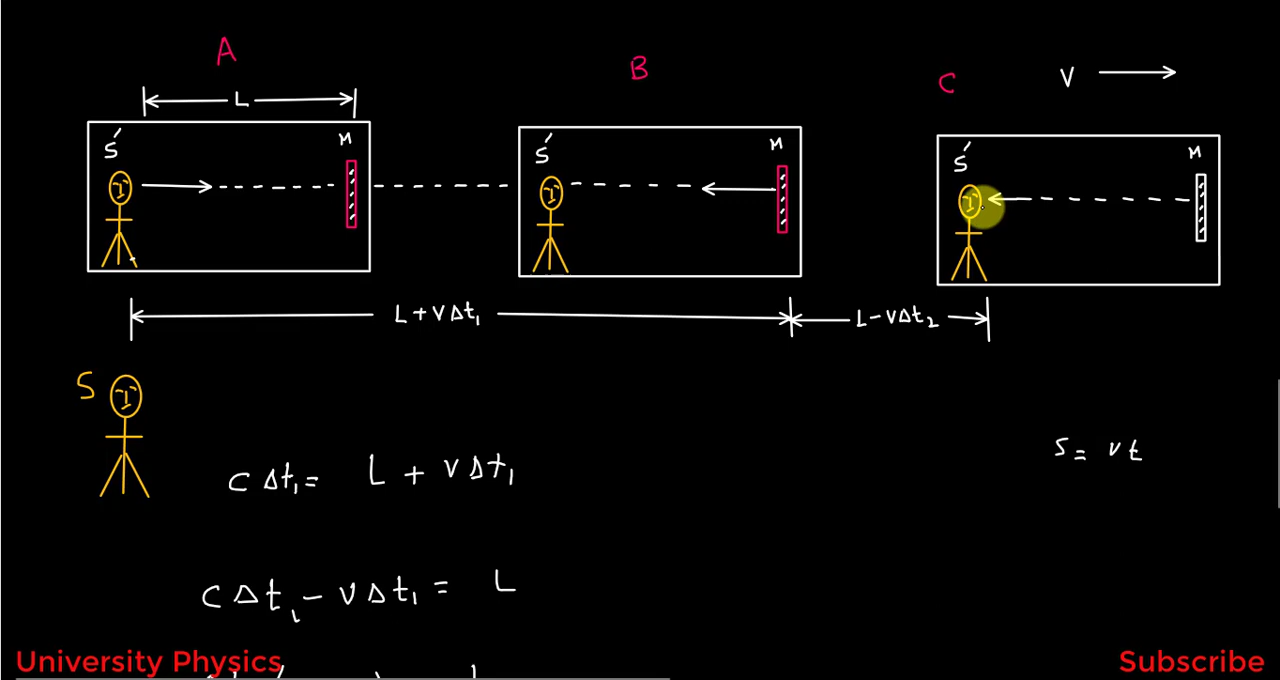 A
B
C
V
L
S′ M
S′ M
S′ M
L+VΔt₁
L-VΔt₂
S
S = vt
cΔt₁ = L + VΔt₁
cΔt₁ - VΔt₁ = L
University Physics
Subscribe